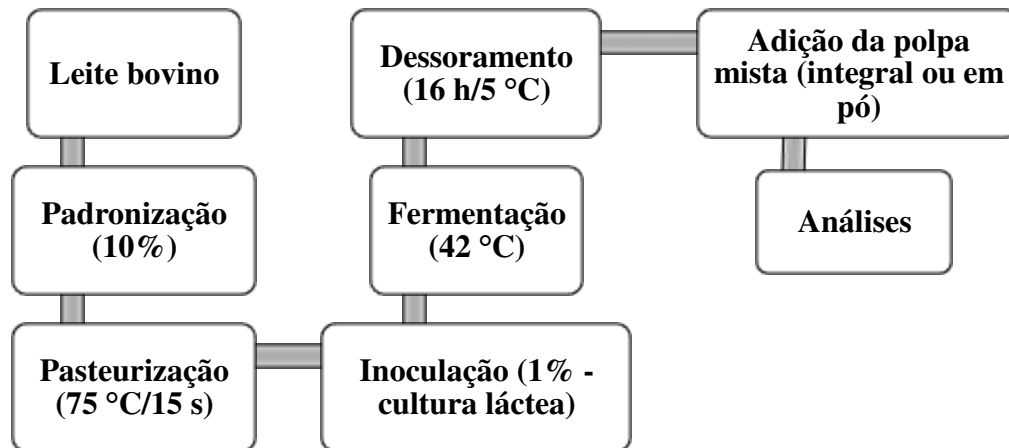 Leite bovino
Padronização
(10%)
Pasteurização
(75 °C/15 s)
Inoculação (1% -
cultura láctea)
Fermentação
(42 °C)
Dessoramento
(16 h/5 °C)
Adição da polpa
mista (integral ou em
pó)
Análises